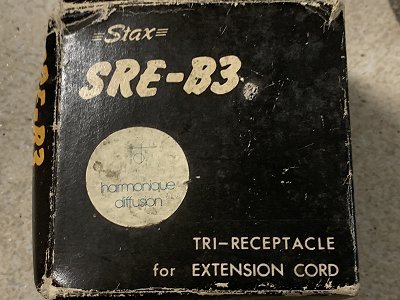 ≡Stax≡
SRE-B3
harmonique
diffusion
TRI-RECEPTACLE
for EXTENSION CORD